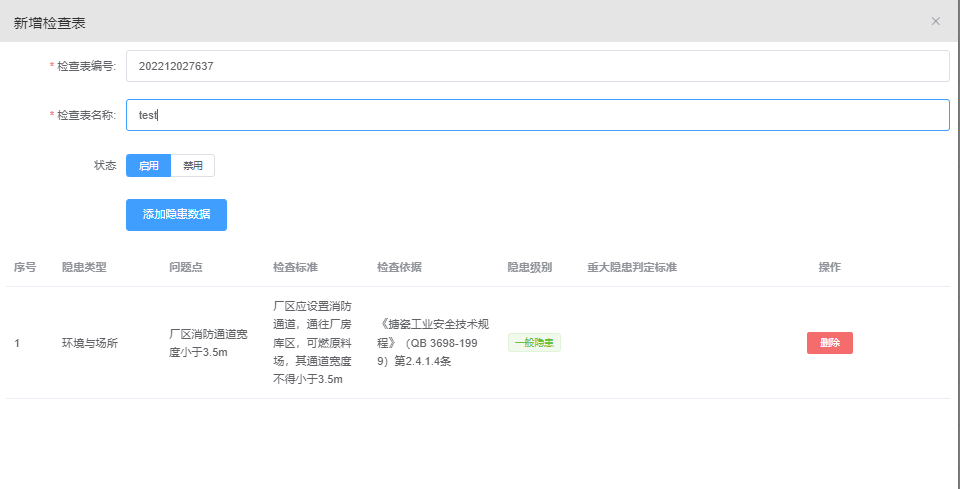 新增检查表
* 检查表编号: 202212027637
* 检查表名称: test
状态 启用 禁用
添加隐患数据
序号 隐患类型 问题点 检查标准 检查依据 隐患级别 重大隐患判定标准 操作
1
环境与场所
厂区消防通道宽
度小于3.5m
厂区应设置消防
通道，通往厂房
库区，可燃原料
场，其通道宽度
不得小于3.5m
《搪瓷工业安全技术规
程》（QB 3698-199
9）第2.4.1.4条
一般隐患
删除